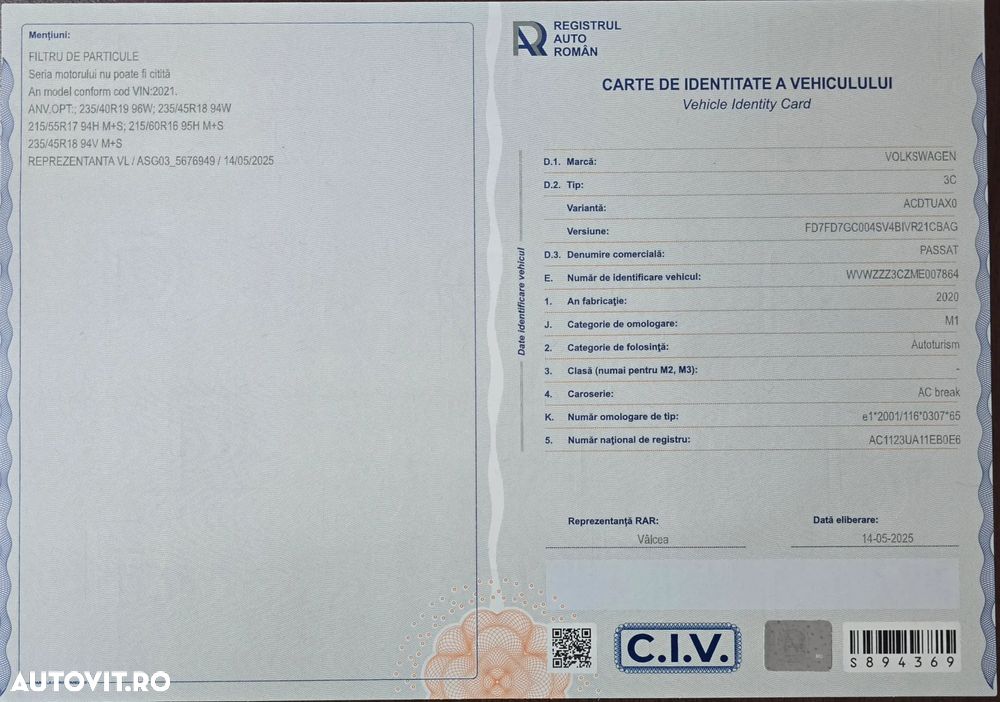 Mențiuni:
FILTRU DE PARTICULE
Seria motorului nu poate fi citită
An model conform cod VIN:2021.
ANV.OPT:; 235/40R19 96W; 235/45R18 94W
215/55R17 94H M+S; 215/60R16 95H M+S
235/45R18 94V M+S
REPREZENTANTA VL / ASG03_5676949 / 14/05/2025
REGISTRUL
AUTO
ROMÂN
CARTE DE IDENTITATE A VEHICULULUI
Vehicle Identity Card
Date identificare vehicul
D.1. Marcă: VOLKSWAGEN
D.2. Tip: 3C
Variantă: ACDTUAX0
Versiune: FD7FD7GC004SV4BIVR21CBAG
D.3. Denumire comercială: PASSAT
E. Număr de identificare vehicul: WVWZZZ3CZME007864
1. An fabricație: 2020
J. Categorie de omologare: M1
2. Categorie de folosință: Autoturism
3. Clasă (numai pentru M2, M3): -
4. Caroserie: AC break
K. Număr omologare de tip: e1*2001/116*0307*65
5. Număr național de registru: AC1123UA11EB0E6
Reprezentanță RAR: Dată eliberare:
Vâlcea 14-05-2025
C.I.V.
S894369
AUTOVIT.RO